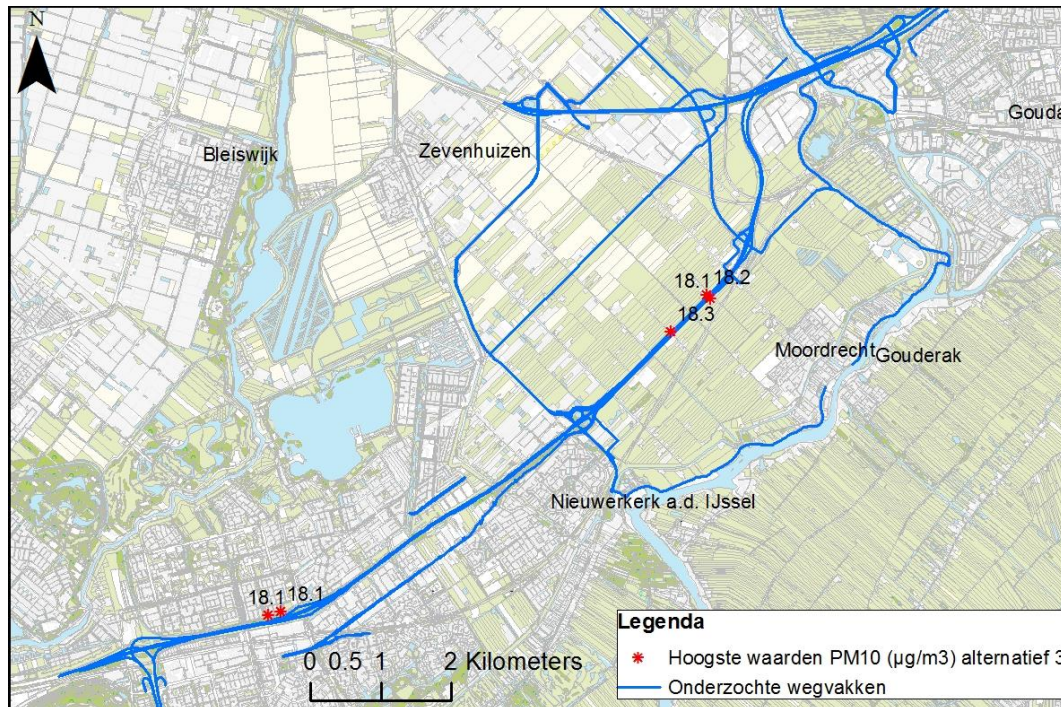 N
Gouda
Bleiswijk
Zevenhuizen
18.1 18.2
18.3
Moordrecht Gouderak
Nieuwerkerk a.d. IJssel
18.1 18.1
0 0.5 1 2 Kilometers
Legenda
Hoogste waarden PM10 (µg/m3) alternatief 3
Onderzochte wegvakken